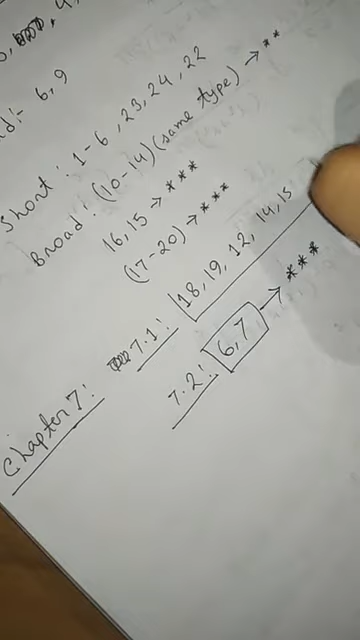 6, 9
Short: 1-6, 23, 24, 22
Broad: (10-14)(same type) → **
16, 15 → ***
(17-20) → ***
Chapter 7: 7.1: 18, 19, 12, 14, 15
7.2: 6, 7 → ***